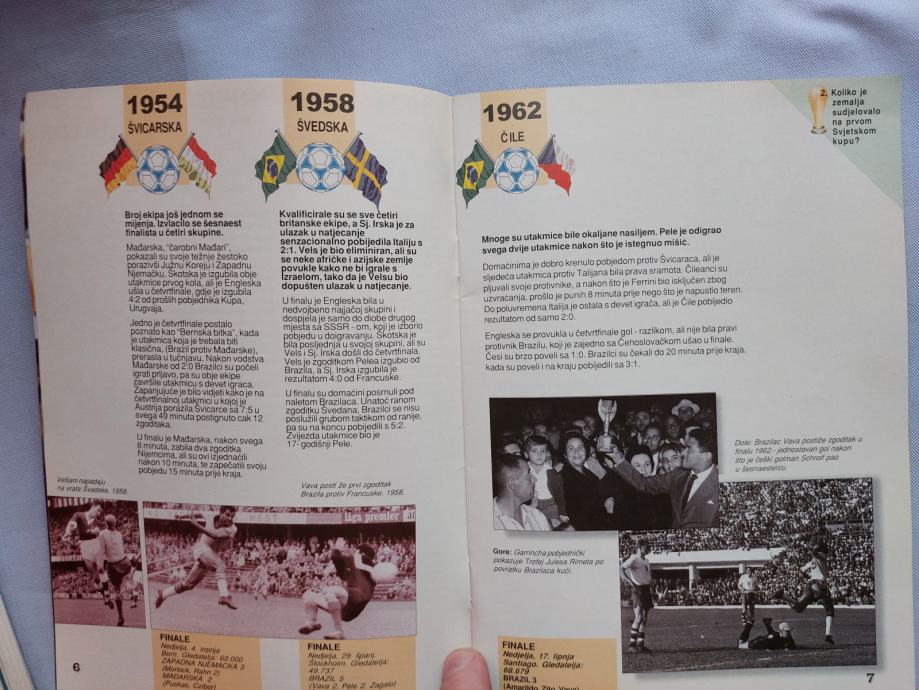 1954
ŠVICARSKA
Broj ekipa još jednom se
mijenja. Izvlačilo se šesnaest
finalista u četiri skupine.
Mađarska, "čarobni Mađari",
pokazali su svoje težnje žestoko
porazivši Južnu Koreju i Zapadnu
Njemačku. Škotska je izgubila obje
utakmice prvog kola, ali je Engleska
ušla u četvrtfinale, gdje je izgubila
4:2 od prošlih pobjednika Kupa,
Urugvaja.
Jedno je četvrtfinale postalo
poznato kao "Bernska bitka", kada
je utakmica koja je trebala biti
klasična, (Brazil protiv Mađarske),
prerasla u tučnjavu. Nakon vodstva
Mađarske od 2:0 Brazilci su počeli
igrati prljavo, pa su obje ekipe
završile utakmicu s devet igraca.
Zapanjujuće je bilo vidjeti kako je na
četvrtfinalnoj utakmici u kojoj je
Austrija porazila Švicarce sa 7:5 u
svega 49 minuta postignuto cak 12
zgoditaka.
U finalu je Mađarska, nakon svega
8 minuta, zabila dva zgoditka
Nijemcima, ali su ovi izjednačili
nakon 10 minuta, te zapečatili svoju
pobjedu 15 minuta prije kraja.
Velšani napadaju
na vrata Švedske, 1958.
1958
ŠVEDSKA
Kvalificirale su se sve četiri
britanske ekipe, a Sj. Irska je za
ulazak u natjecanje
senzacionalno pobijedila Italiju s
2:1. Vels je bio eliminiran, ali su
se neke afričke i azijske zemlje
povukle kako ne bi igrale s
Izraelom, tako da je Velsu bio
dopušten ulazak u natjecanje.
U finalu je Engleska bila u
nedvojbeno najjačoj skupini i
dospjela je samo do diobe drugog
mjesta sa SSSR - om, koji je izborio
pobjedu u doigravanju. Škotska je
bila posljednja u svojoj skupini, ali su
Vels i Sj. Irska došli do četvrtfinala.
Vels je zgoditkom Pelea izgubio od
Brazila, a Sj. Irska izgubila je
rezultatom 4:0 od Francuske.
U finalu su domaćini posrnuli pod
naletom Brazilaca. Unatoč ranom
zgoditku Šveđana, Brazilci se nisu
poslužili grubom taktikom od ranije,
pa su na koncu pobijedili s 5:2.
Zvijezda utakmice bio je
17- godišnji Pele.
Vava posti že prvi zgoditak
Brazila protiv Francuske. 1958.
låga premier
6
FINALE
Nedjelja, 4. srpnja
Bern. Gledatelja: 60.000
ZAPADNA NJEMAČKA 3
(Morlock, Rahn 2)
MAĐARSKA 2
(Puskas, Czibor)
FINALE
Nedjelja, 29. lipanj.
Štockholm. Gledatelja:
49.737
BRAZIL 5
(Vava 2, Pele 2, Zagalo)
1962
ČILE
2. Koliko je
zemalja
sudjelovalo
na prvom
Svjetskom
kupu?
Mnoge su utakmice bile okaljane nasiljem. Pele je odigrao
svega dvije utakmice nakon što je istegnuo mišić.
Domaćinima je dobro krenulo pobjedom protiv Švicaraca, ali je
sljedeća utakmica protiv Talijana bila prava sramota. Čileanci su
pljuvali svoje protivnike, a nakon što je Ferrini bio isključen zbog
uzvraćanja, prošlo je punih 8 minuta prije nego što je napustio teren.
Do poluvremena Italija je ostala s devet igrača, ali je Čile pobijedio
rezultatom od samo 2:0.
Engleska se provukla u četvrtfinale gol - razlikom, ali nije bila pravi
protivnik Brazilu, koji je zajedno sa Čehoslovačkom ušao u finale.
Česi su brzo poveli sa 1:0. Brazilci su čekali do 20 minuta prije kraja,
kada su poveli i na kraju pobijedili sa 3:1.
Dole: Brazilac Vava postiže zgoditak u
finalu 1962 - jednostavan gol nakon
što je češki golman Schroif pao
u šesnaestercu
Gore: Garrincha pobjednički
pokazuje Trofej Julesa Rimeta po
povratku Brazilaca kući.
FINALE
Nedjelja, 17. lipnja
Santiago. Gledatelja:
68.679
BRAZIL 3
(Amarildo, Zito, Vava)
7